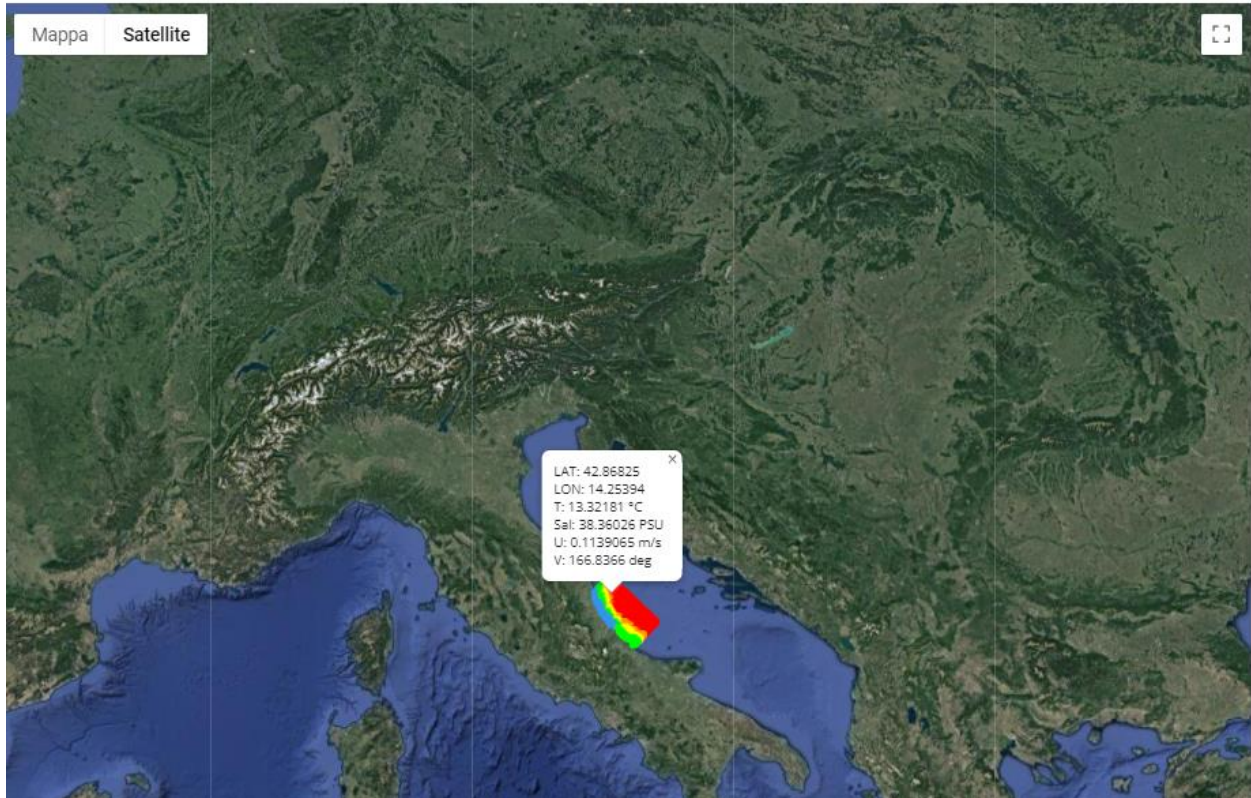 Mappa Satellite
×
LAT: 42.86825
LON: 14.25394
T: 13.32181 °C
Sal: 38.36026 PSU
U: 0.1139065 m/s
V: 166.8366 deg